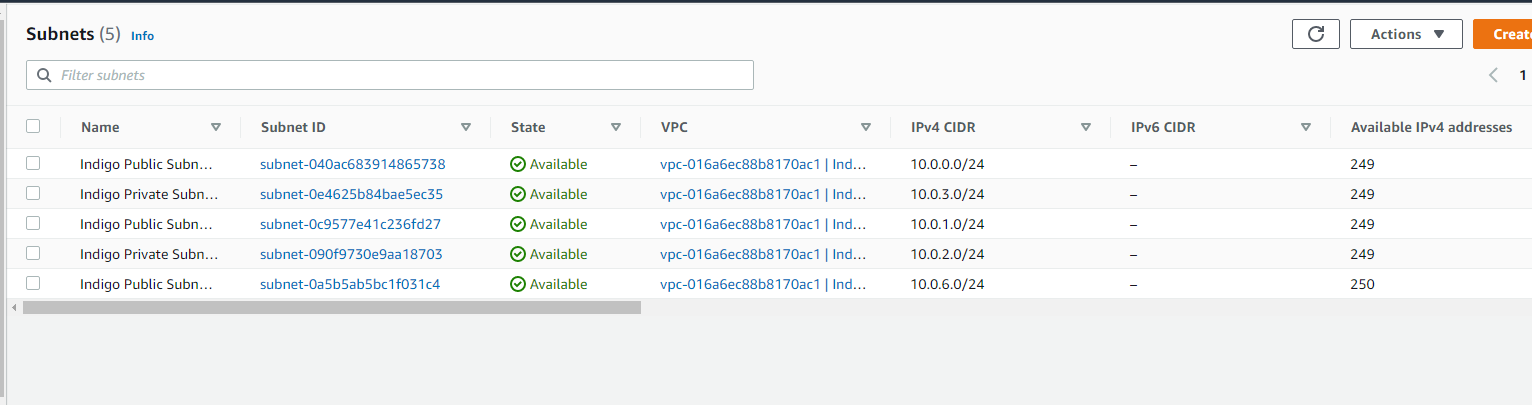 Subnets (5) Info
Actions
Create
Filter subnets
1
Name Subnet ID State VPC IPv4 CIDR IPv6 CIDR Available IPv4 addresses
Indigo Public Subn… subnet-040ac683914865738 Available vpc-016a6ec88b8170ac1 | Ind… 10.0.0.0/24 – 249
Indigo Private Subn… subnet-0e4625b84bae5ec35 Available vpc-016a6ec88b8170ac1 | Ind… 10.0.3.0/24 – 249
Indigo Public Subn… subnet-0c9577e41c236fd27 Available vpc-016a6ec88b8170ac1 | Ind… 10.0.1.0/24 – 249
Indigo Private Subn… subnet-090f9730e9aa18703 Available vpc-016a6ec88b8170ac1 | Ind… 10.0.2.0/24 – 249
Indigo Public Subn… subnet-0a5b5ab5bc1f031c4 Available vpc-016a6ec88b8170ac1 | Ind… 10.0.6.0/24 – 250